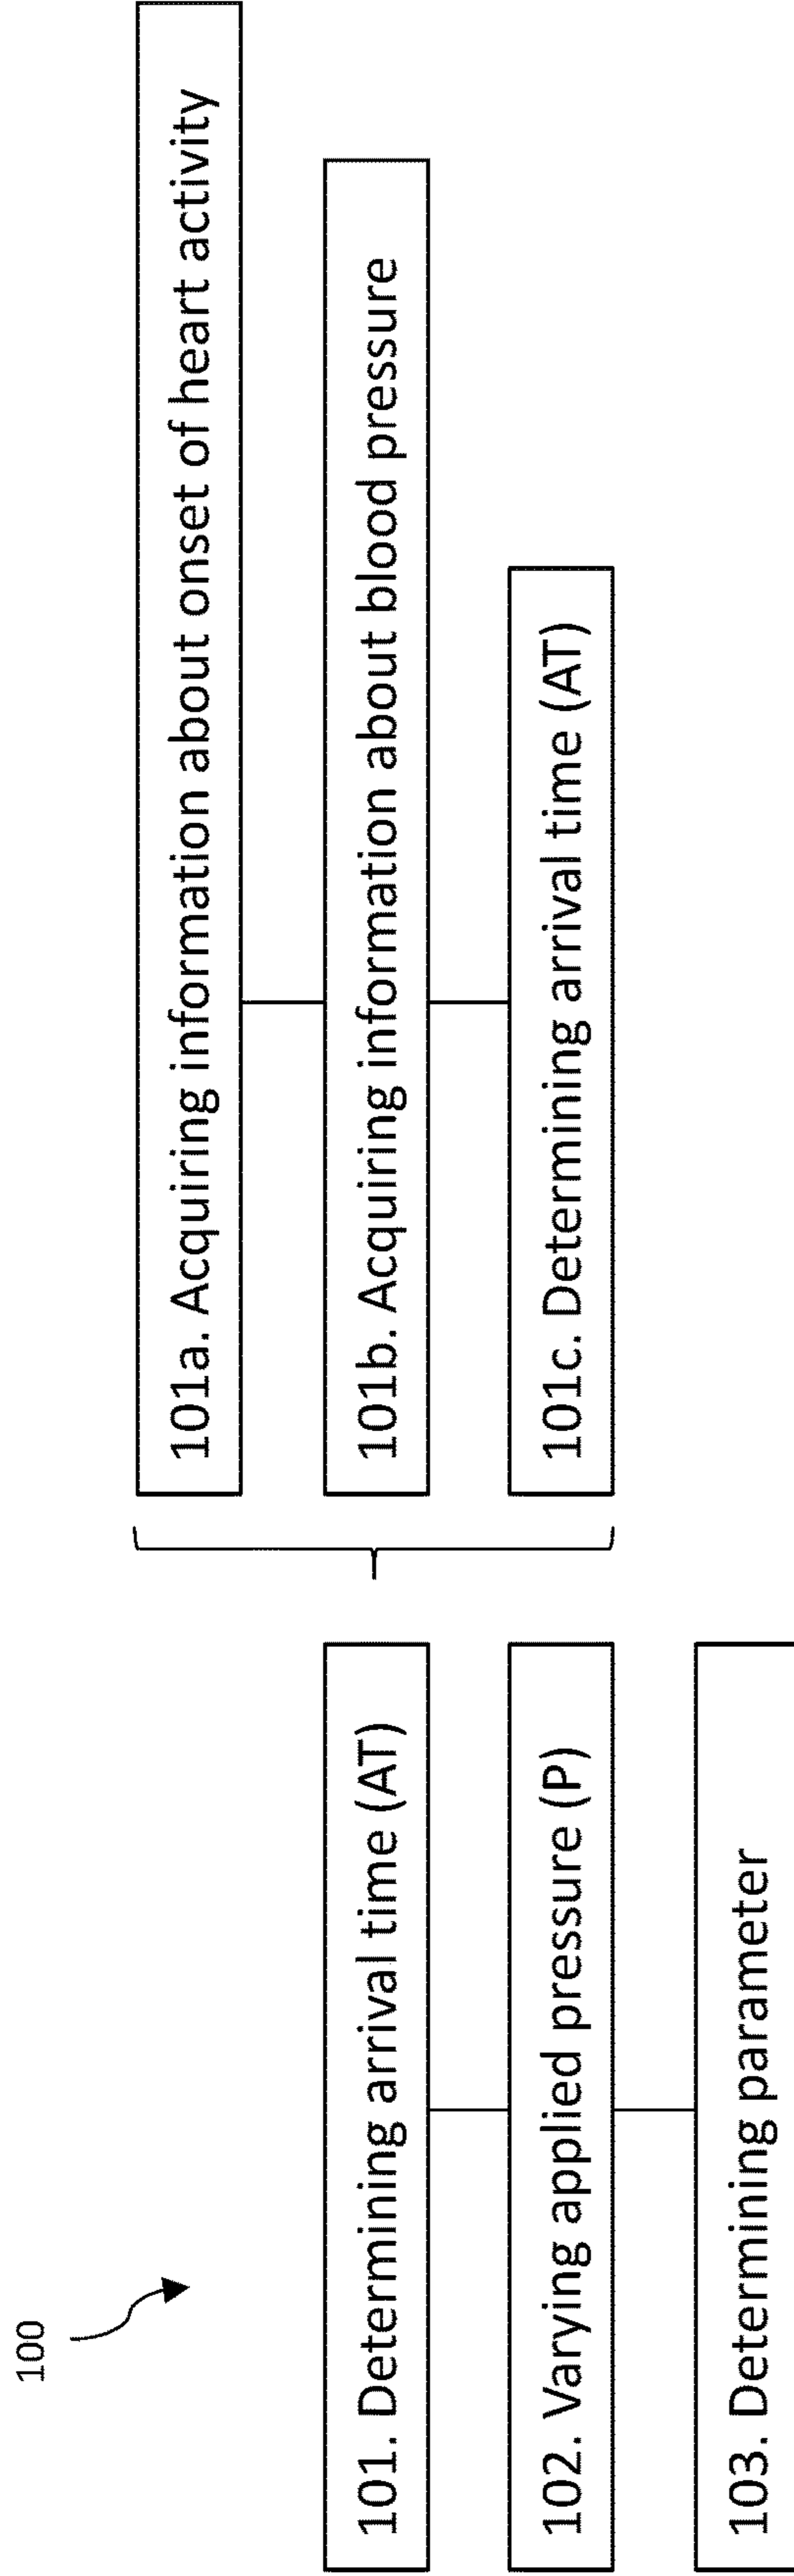 100
101. Determining arrival time (AT)
102. Varying applied pressure (P)
103. Determining parameter
101a. Acquiring information about onset of heart activity
101b. Acquiring information about blood pressure
101c. Determining arrival time (AT)